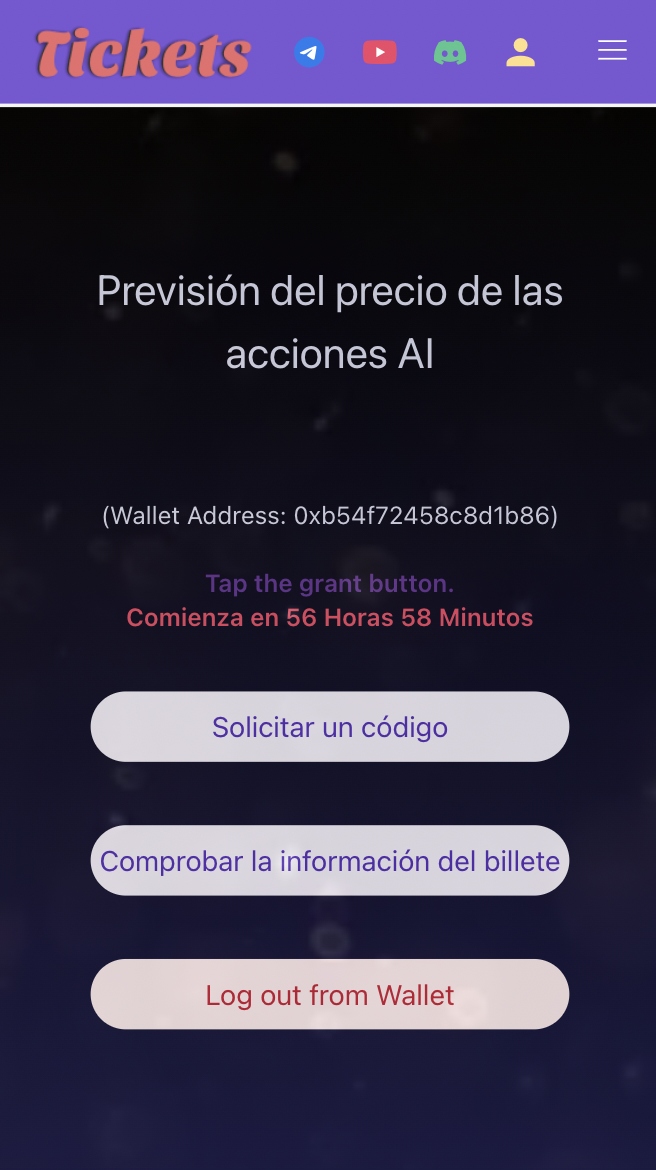 Tickets
Previsión del precio de las
acciones AI
(Wallet Address: 0xb54f72458c8d1b86)
Tap the grant button.
Comienza en 56 Horas 58 Minutos
Solicitar un código
Comprobar la información del billete
Log out from Wallet